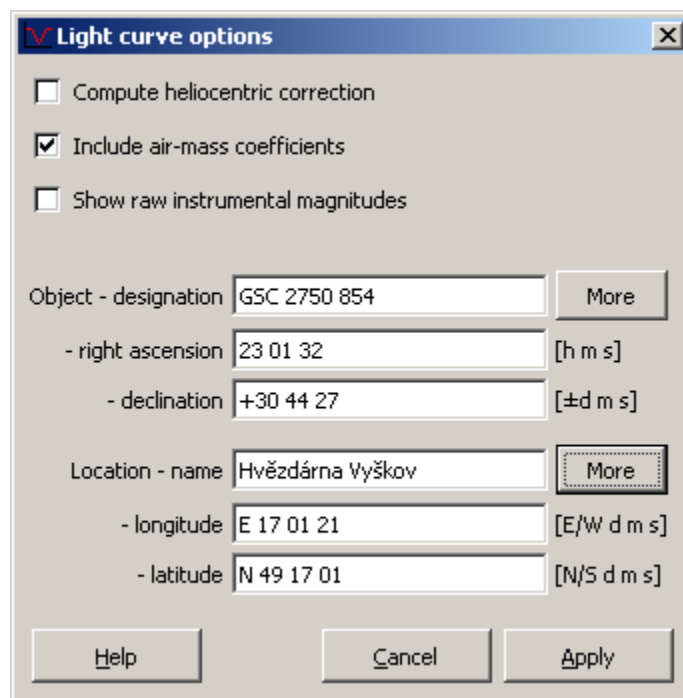 Light curve options
Compute heliocentric correction
Include air-mass coefficients
Show raw instrumental magnitudes
Object - designation GSC 2750 854 More
- right ascension 23 01 32 [h m s]
- declination +30 44 27 [±d m s]
Location - name Hvězdárna Vyškov More
- longitude E 17 01 21 [E/W d m s]
- latitude N 49 17 01 [N/S d m s]
Help Cancel Apply